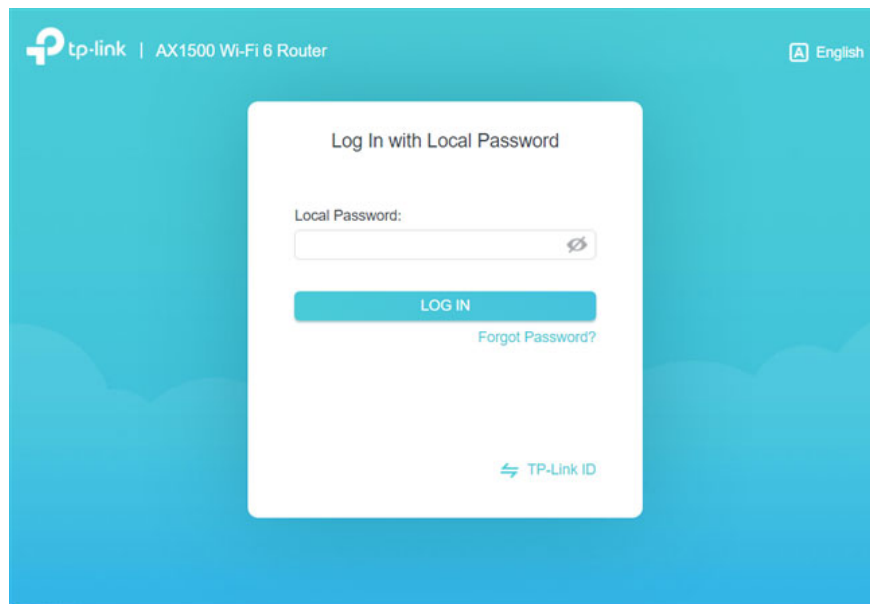 tp-link | AX1500 Wi-Fi 6 Router
A English
Log In with Local Password
Local Password:
LOG IN
Forgot Password?
TP-Link ID